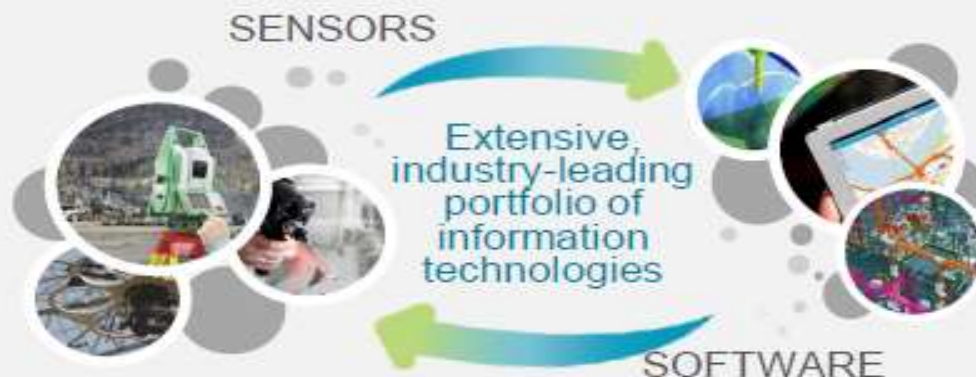 SENSORS
Extensive,
industry-leading
portfolio of
information
technologies
SOFTWARE